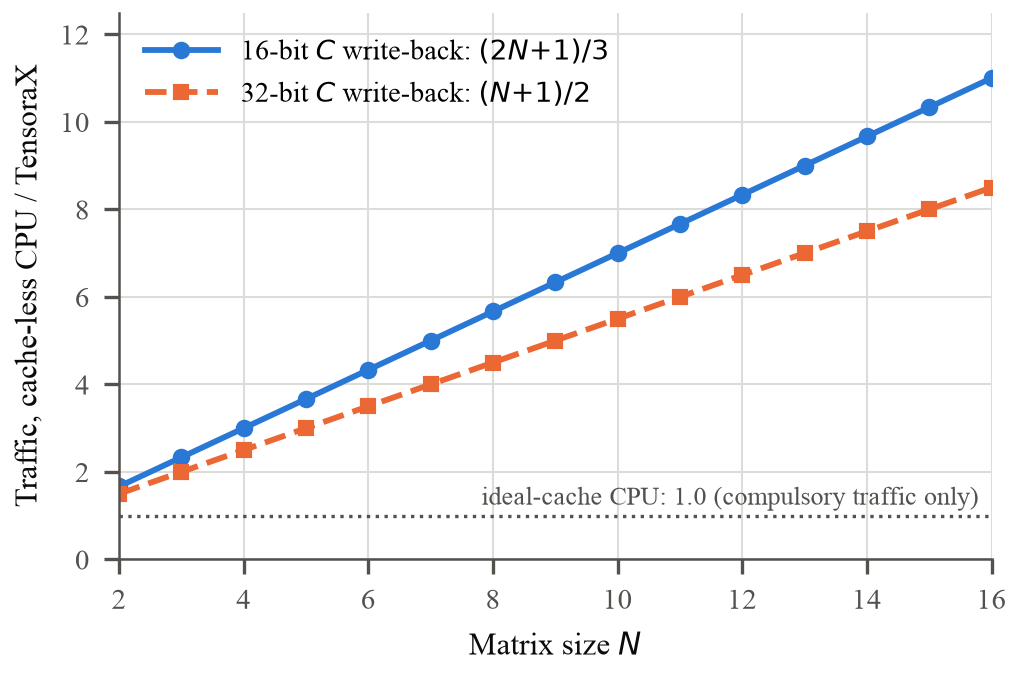 12
10
8
6
4
2
0
Traffic, cache-less CPU / TensoraX
16-bit C write-back: (2N+1)/3
32-bit C write-back: (N+1)/2
ideal-cache CPU: 1.0 (compulsory traffic only)
2 4 6 8 10 12 14 16
Matrix size N